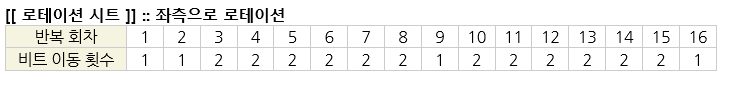 [[ 로테이션 시트 ]] :: 좌측으로 로테이션
반복 회차 1 2 3 4 5 6 7 8 9 10 11 12 13 14 15 16
비트 이동 횟수 1 1 2 2 2 2 2 2 1 2 2 2 2 2 2 1